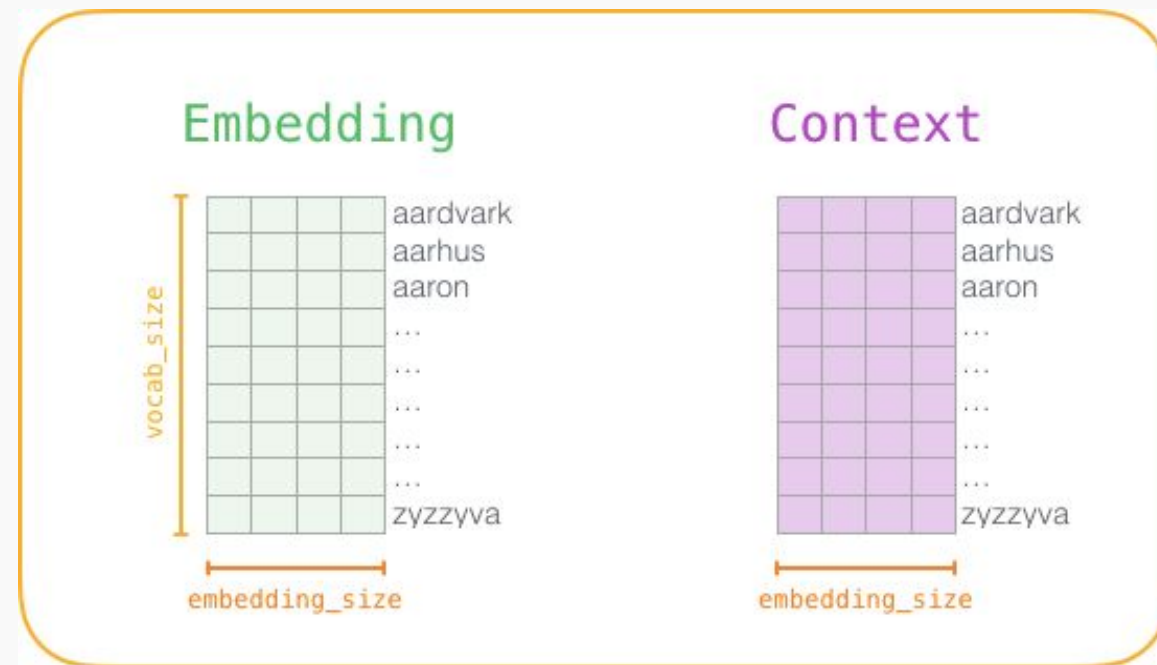 Embedding
vocab_size
aardvark
aarhus
aaron
...
...
...
...
...
zyzzyva
embedding_size
Context
aardvark
aarhus
aaron
...
...
...
...
...
zyzzyva
embedding_size